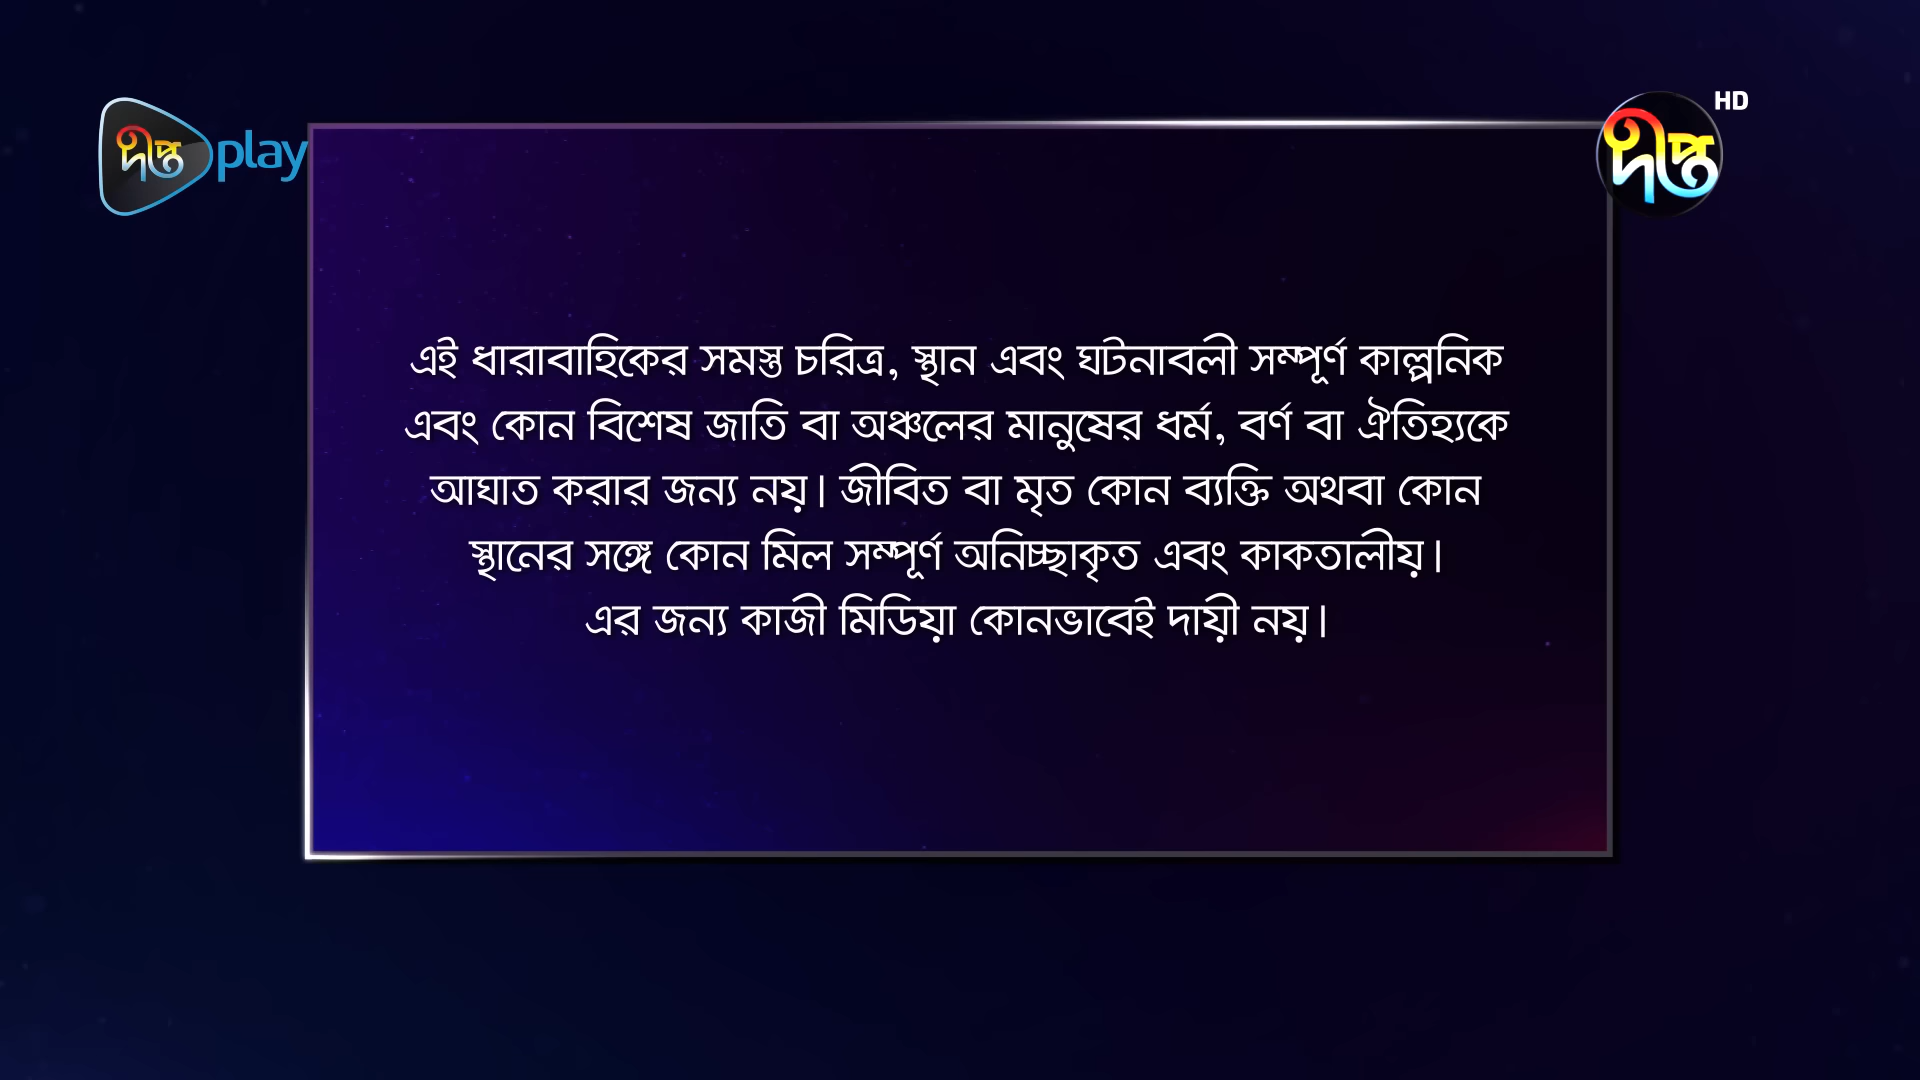 দীপ্ত play
দীপ্ত HD
এই ধারাবাহিকের সমস্ত চরিত্র, স্থান এবং ঘটনাবলী সম্পূর্ণ কাল্পনিক
এবং কোন বিশেষ জাতি বা অঞ্চলের মানুষের ধর্ম, বর্ণ বা ঐতিহ্যকে
আঘাত করার জন্য নয়। জীবিত বা মৃত কোন ব্যক্তি অথবা কোন
স্থানের সঙ্গে কোন মিল সম্পূর্ণ অনিচ্ছাকৃত এবং কাকতালীয়।
এর জন্য কাজী মিডিয়া কোনভাবেই দায়ী নয়।